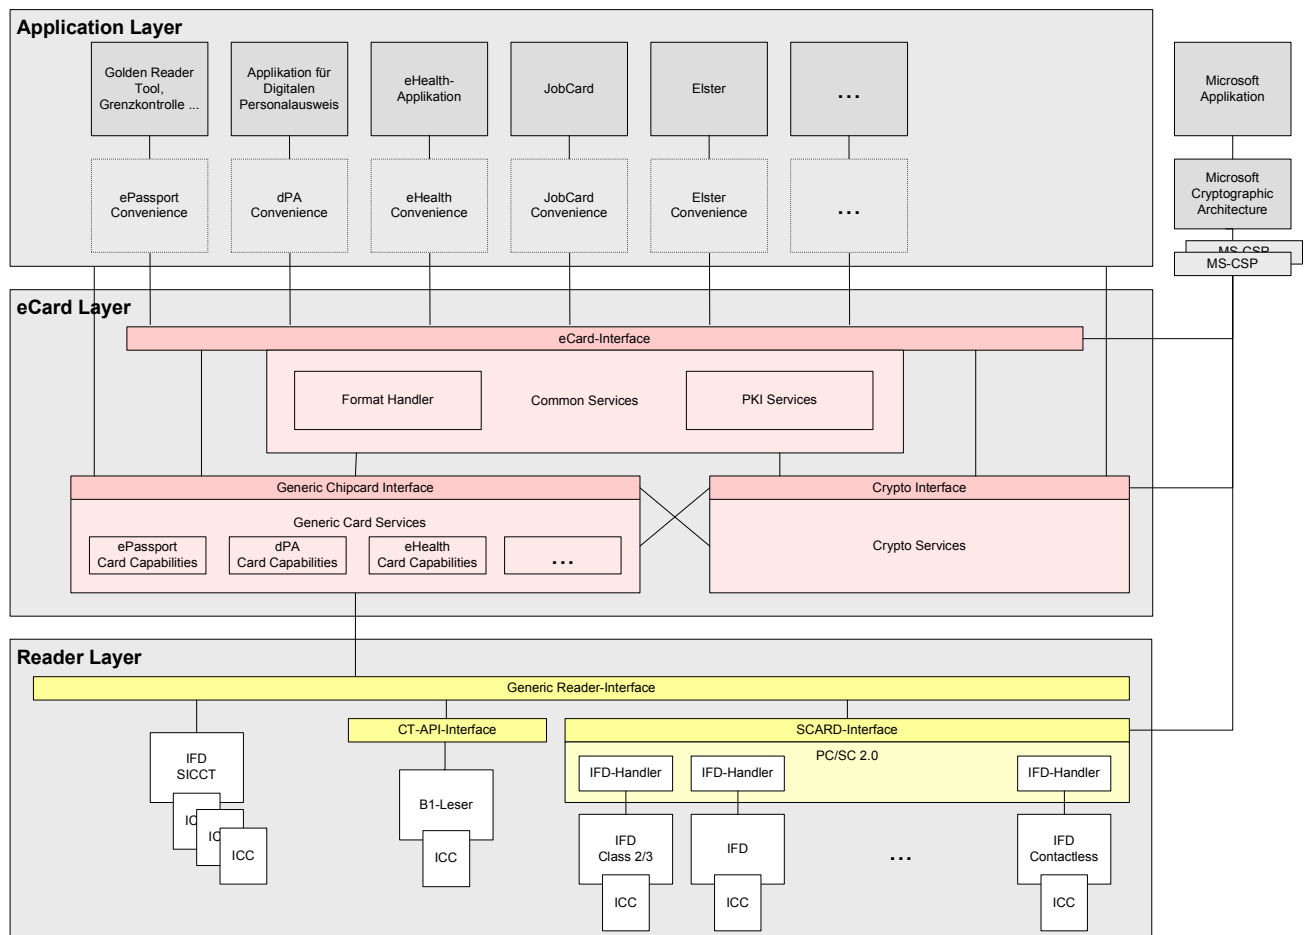 Application Layer
Golden Reader
Tool,
Grenzkontrolle ...
Applikation für
Digitalen
Personalausweis
eHealth-
Applikation
JobCard
Elster
...
Microsoft
Applikation
ePassport
Convenience
dPA
Convenience
eHealth
Convenience
JobCard
Convenience
Elster
Convenience
...
Microsoft
Cryptographic
Architecture
MS-CSP
MS-CSP
eCard Layer
eCard-Interface
Format Handler
Common Services
PKI Services
Generic Chipcard Interface
Crypto Interface
Generic Card Services
ePassport
Card Capabilities
dPA
Card Capabilities
eHealth
Card Capabilities
...
Crypto Services
Reader Layer
Generic Reader-Interface
CT-API-Interface
SCARD-Interface
PC/SC 2.0
IFD
SICCT
IFD-Handler
IFD-Handler
IFD-Handler
B1-Leser
IC
IC
ICC
ICC
IFD
Class 2/3
IFD
...
IFD
Contactless
ICC
ICC
ICC